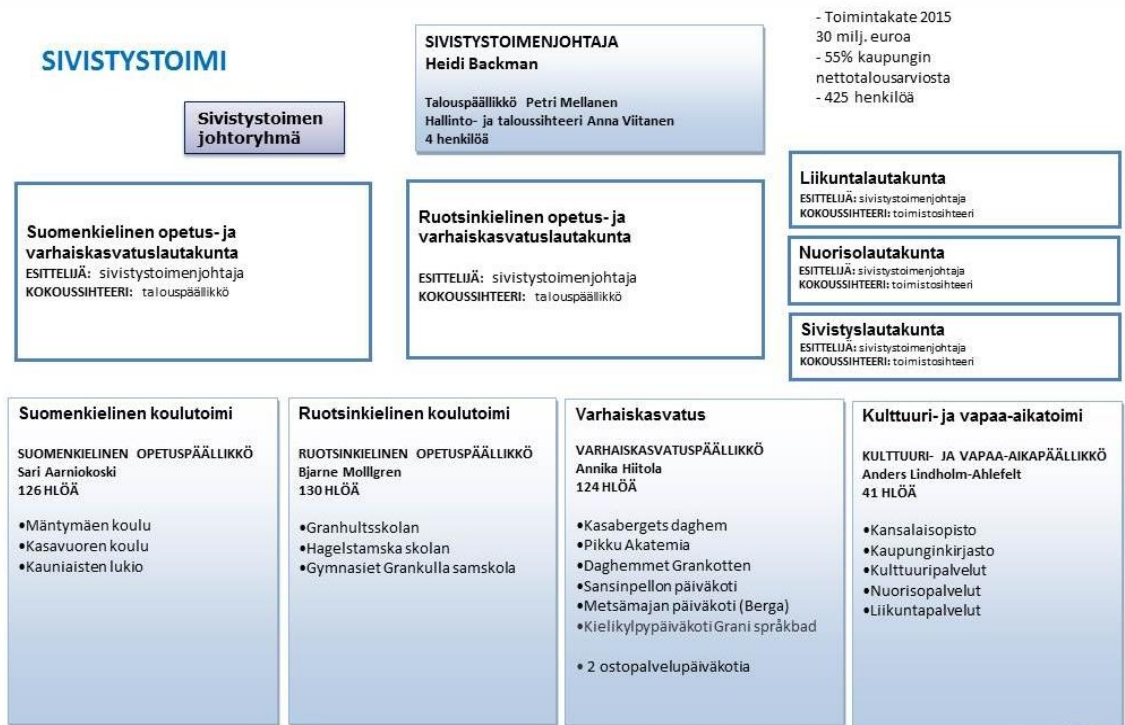 SIVISTYSTOIMI
Sivistystoimen
johtoryhmä
SIVISTYSTOIMENJOHTAJA
Heidi Backman
Talouspäällikkö Petri Mellanen
Hallinto- ja taloussihteeri Anna Viitanen
4 henkilöä
- Toimintakate 2015
30 milj. euroa
- 55% kaupungin
nettotalousarviosta
- 425 henkilöä
Suomenkielinen opetus- ja
varhaiskasvatuslautakunta
ESITTELIJÄ: sivistystoimenjohtaja
KOKOUSSIHTEERI: talouspäällikkö
Ruotsinkielinen opetus- ja
varhaiskasvatuslautakunta
ESITTELIJÄ: sivistystoimenjohtaja
KOKOUSSIHTEERI: talouspäällikkö
Liikuntalautakunta
ESITTELIJÄ: sivistystoimenjohtaja
KOKOUSSIHTEERI: toimistosihteeri
Nuorisolautakunta
ESITTELIJÄ: sivistystoimenjohtaja
KOKOUSSIHTEERI: toimistosihteeri
Sivistyslautakunta
ESITTELIJÄ: sivistystoimenjohtaja
KOKOUSSIHTEERI: toimistosihteeri
Suomenkielinen koulutoimi
SUOMENKIELINEN OPETUSPÄÄLLIKKÖ
Sari Aarniokoski
126 HLÖÄ
•Mäntymäen koulu
•Kasavuoren koulu
•Kauniaisten lukio
Ruotsinkielinen koulutoimi
RUOTSINKIELINEN OPETUSPÄÄLLIKKÖ
Bjarne Molllgren
130 HLÖÄ
•Granhultsskolan
•Hagelstamska skolan
•Gymnasiet Grankulla samskola
Varhaiskasvatus
VARHAISKASVATUSPÄÄLLIKKÖ
Annika Hiitola
124 HLÖÄ
•Kasabergets daghem
•Pikku Akatemia
•Daghemmet Grankotten
•Sansinpellon päiväkoti
•Metsämajan päiväkoti (Berga)
•Kielikylpypäiväkoti Grani språkbad
• 2 ostopalvelupäiväkotia
Kulttuuri- ja vapaa-aikatoimi
KULTTUURI- JA VAPAA-AIKAPÄÄLLIKKÖ
Anders Lindholm-Ahlefelt
41 HLÖÄ
•Kansalaisopisto
•Kaupunginkirjasto
•Kulttuuripalvelut
•Nuorisopalvelut
•Liikuntapalvelut